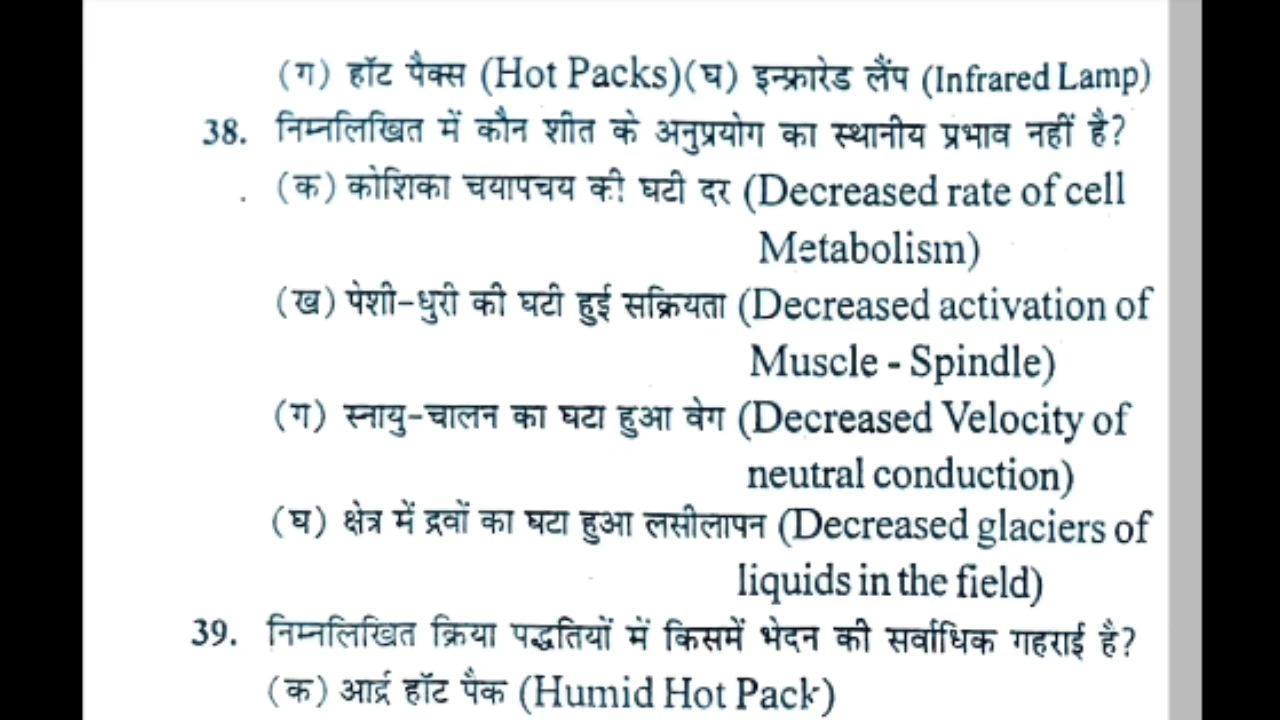 (ग) हॉट पैक्स (Hot Packs)(घ) इन्फ्रारेड लैंप (Infrared Lamp)
38. निम्नलिखित में कौन शीत के अनुप्रयोग का स्थानीय प्रभाव नहीं है?
(क) कोशिका चयापचय की घटी दर (Decreased rate of cell
Metabolism)
(ख) पेशी-धुरी की घटी हुई सक्रियता (Decreased activation of
Muscle - Spindle)
(ग) स्नायु-चालन का घटा हुआ वेग (Decreased Velocity of
neutral conduction)
(घ) क्षेत्र में द्रवों का घटा हुआ लसीलापन (Decreased glaciers of
liquids in the field)
39. निम्नलिखित क्रिया पद्धतियों में किसमें भेदन की सर्वाधिक गहराई है?
(क) आर्द्र हॉट पैक (Humid Hot Pack)